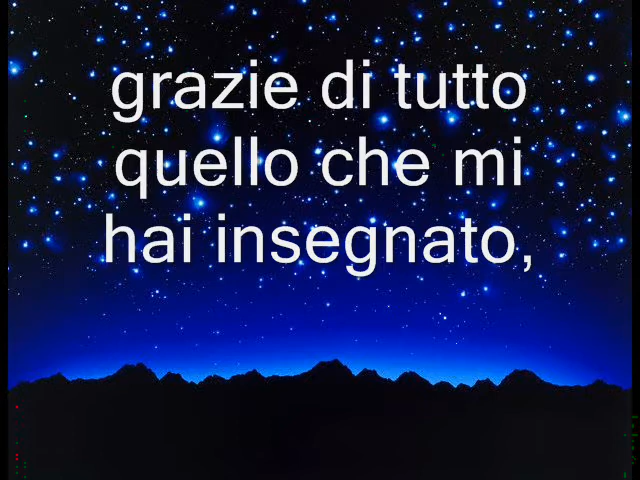 grazie di tutto
quello che mi
hai insegnato,